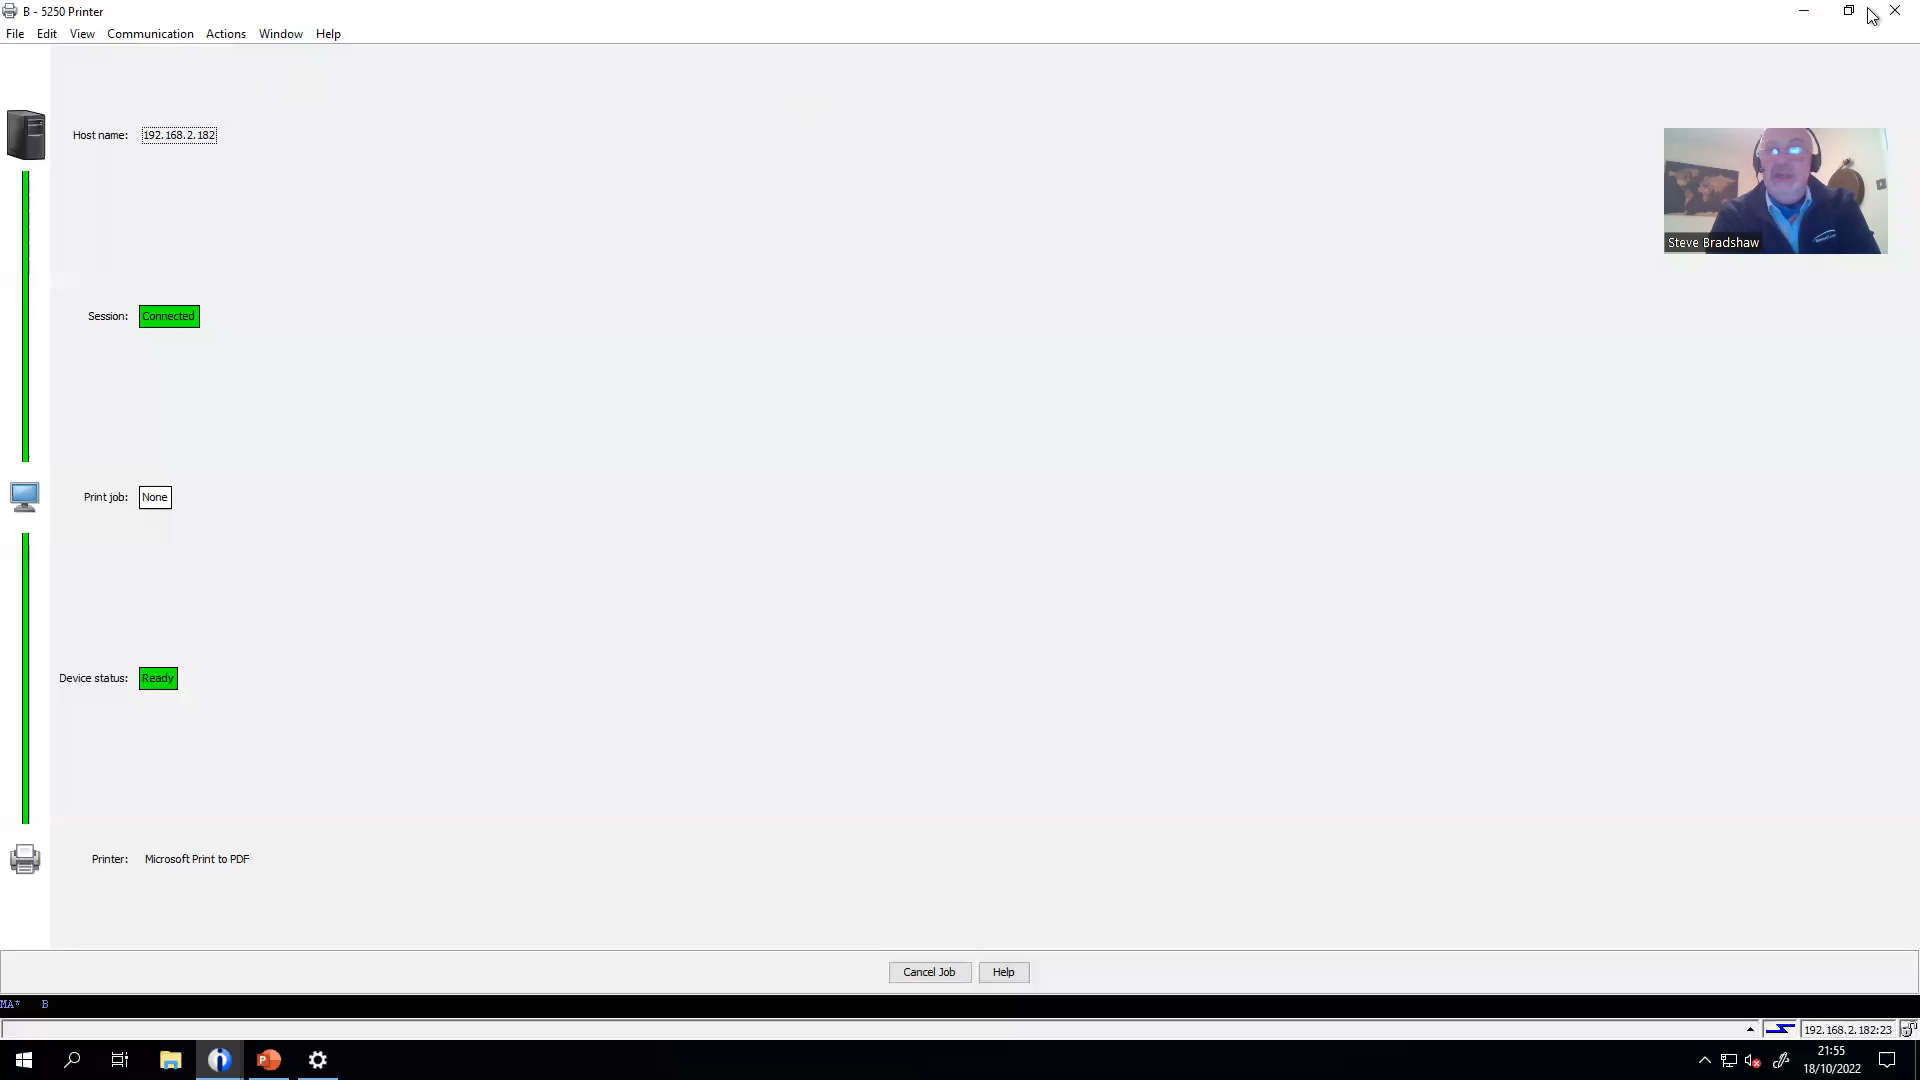 B - 5250 Printer
File Edit View Communication Actions Window Help
Host name: 192.168.2.182
Steve Bradshaw
Session: Connected
Print job: None
Device status: Ready
Printer: Microsoft Print to PDF
Cancel Job Help
MA* B
192.168.2.182:23
21:55
18/10/2022